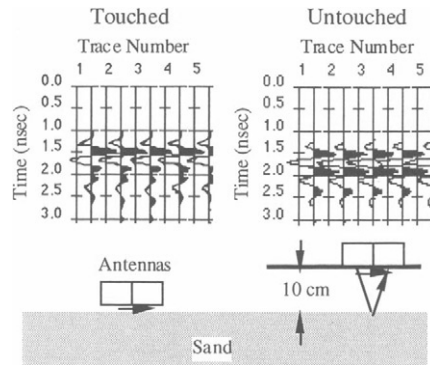 Touched
Trace Number
1 2 3 4 5
Time (nsec)
0.0
0.5
1.0
1.5
2.0
2.5
3.0
Untouched
Trace Number
1 2 3 4 5
Time (nsec)
0.0
0.5
1.0
1.5
2.0
2.5
3.0
Antennas
10 cm
Sand